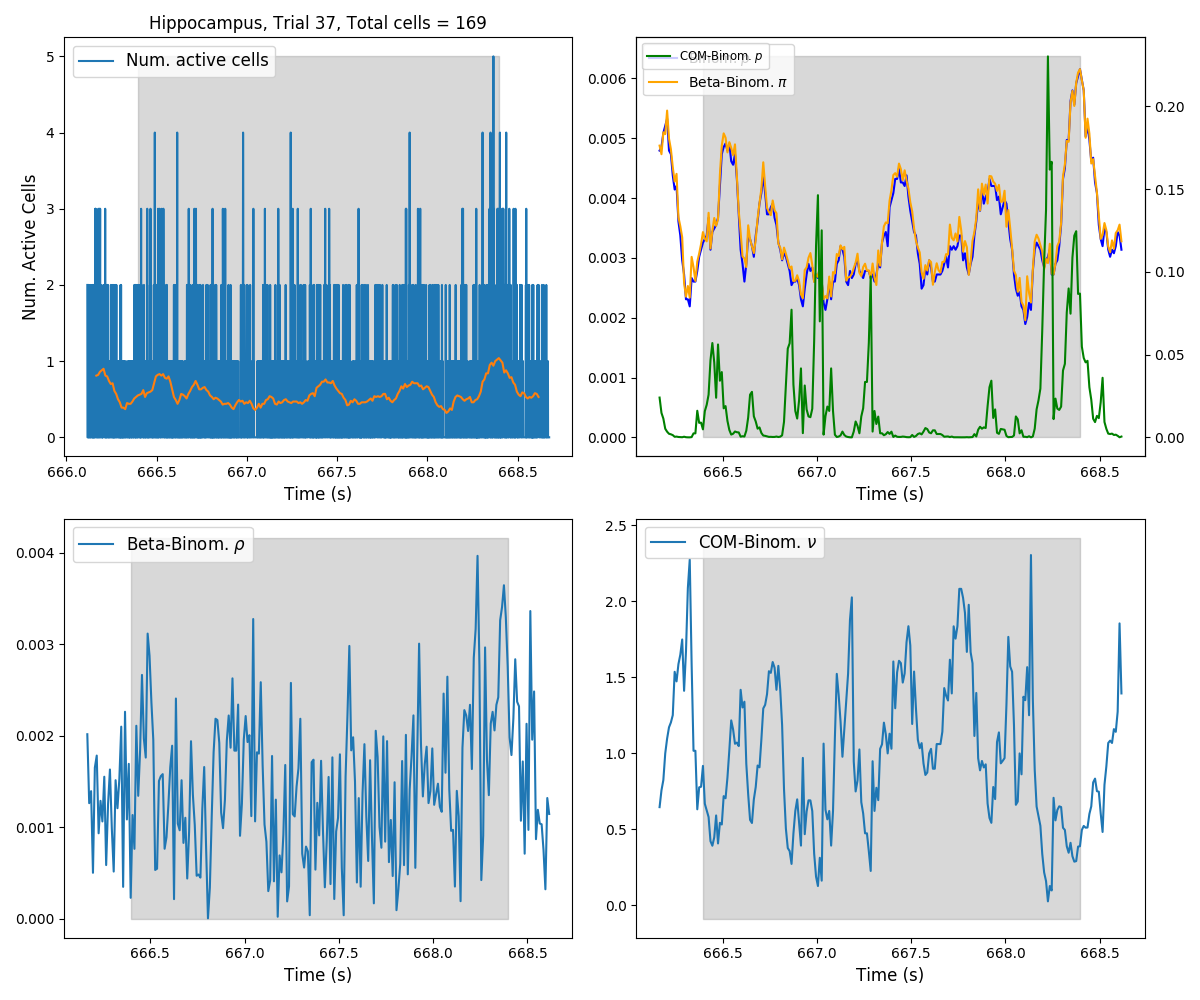 Hippocampus, Trial 37, Total cells = 169
Num. active cells
Num. Active Cells
5
4
3
2
1
0
666.0 666.5 667.0 667.5 668.0 668.5
Time (s)
COM-Binom. p
Beta-Binom. π
0.006
0.005
0.004
0.003
0.002
0.001
0.000
0.20
0.15
0.10
0.05
0.00
666.5 667.0 667.5 668.0 668.5
Time (s)
Beta-Binom. ρ
0.004
0.003
0.002
0.001
0.000
666.5 667.0 667.5 668.0 668.5
Time (s)
COM-Binom. ν
2.5
2.0
1.5
1.0
0.5
0.0
666.5 667.0 667.5 668.0 668.5
Time (s)